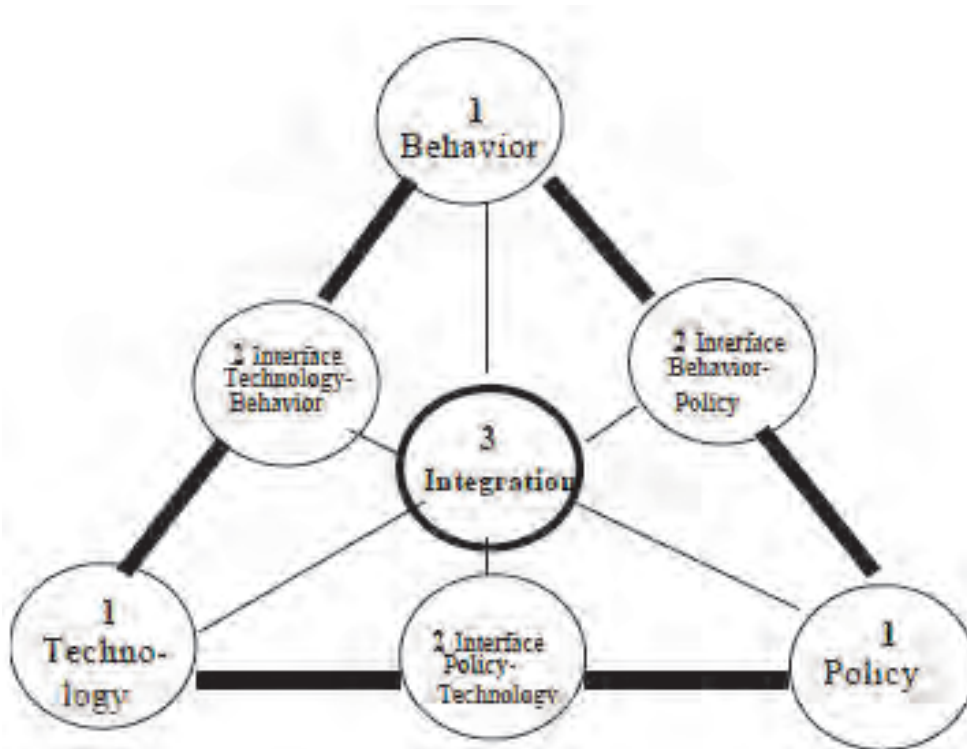 1
Behavior
2 Interface
Technology-
Behavior
2 Interface
Behavior-
Policy
3
Integration
1
Techno-
logy
2 Interface
Policy-
Technology
1
Policy